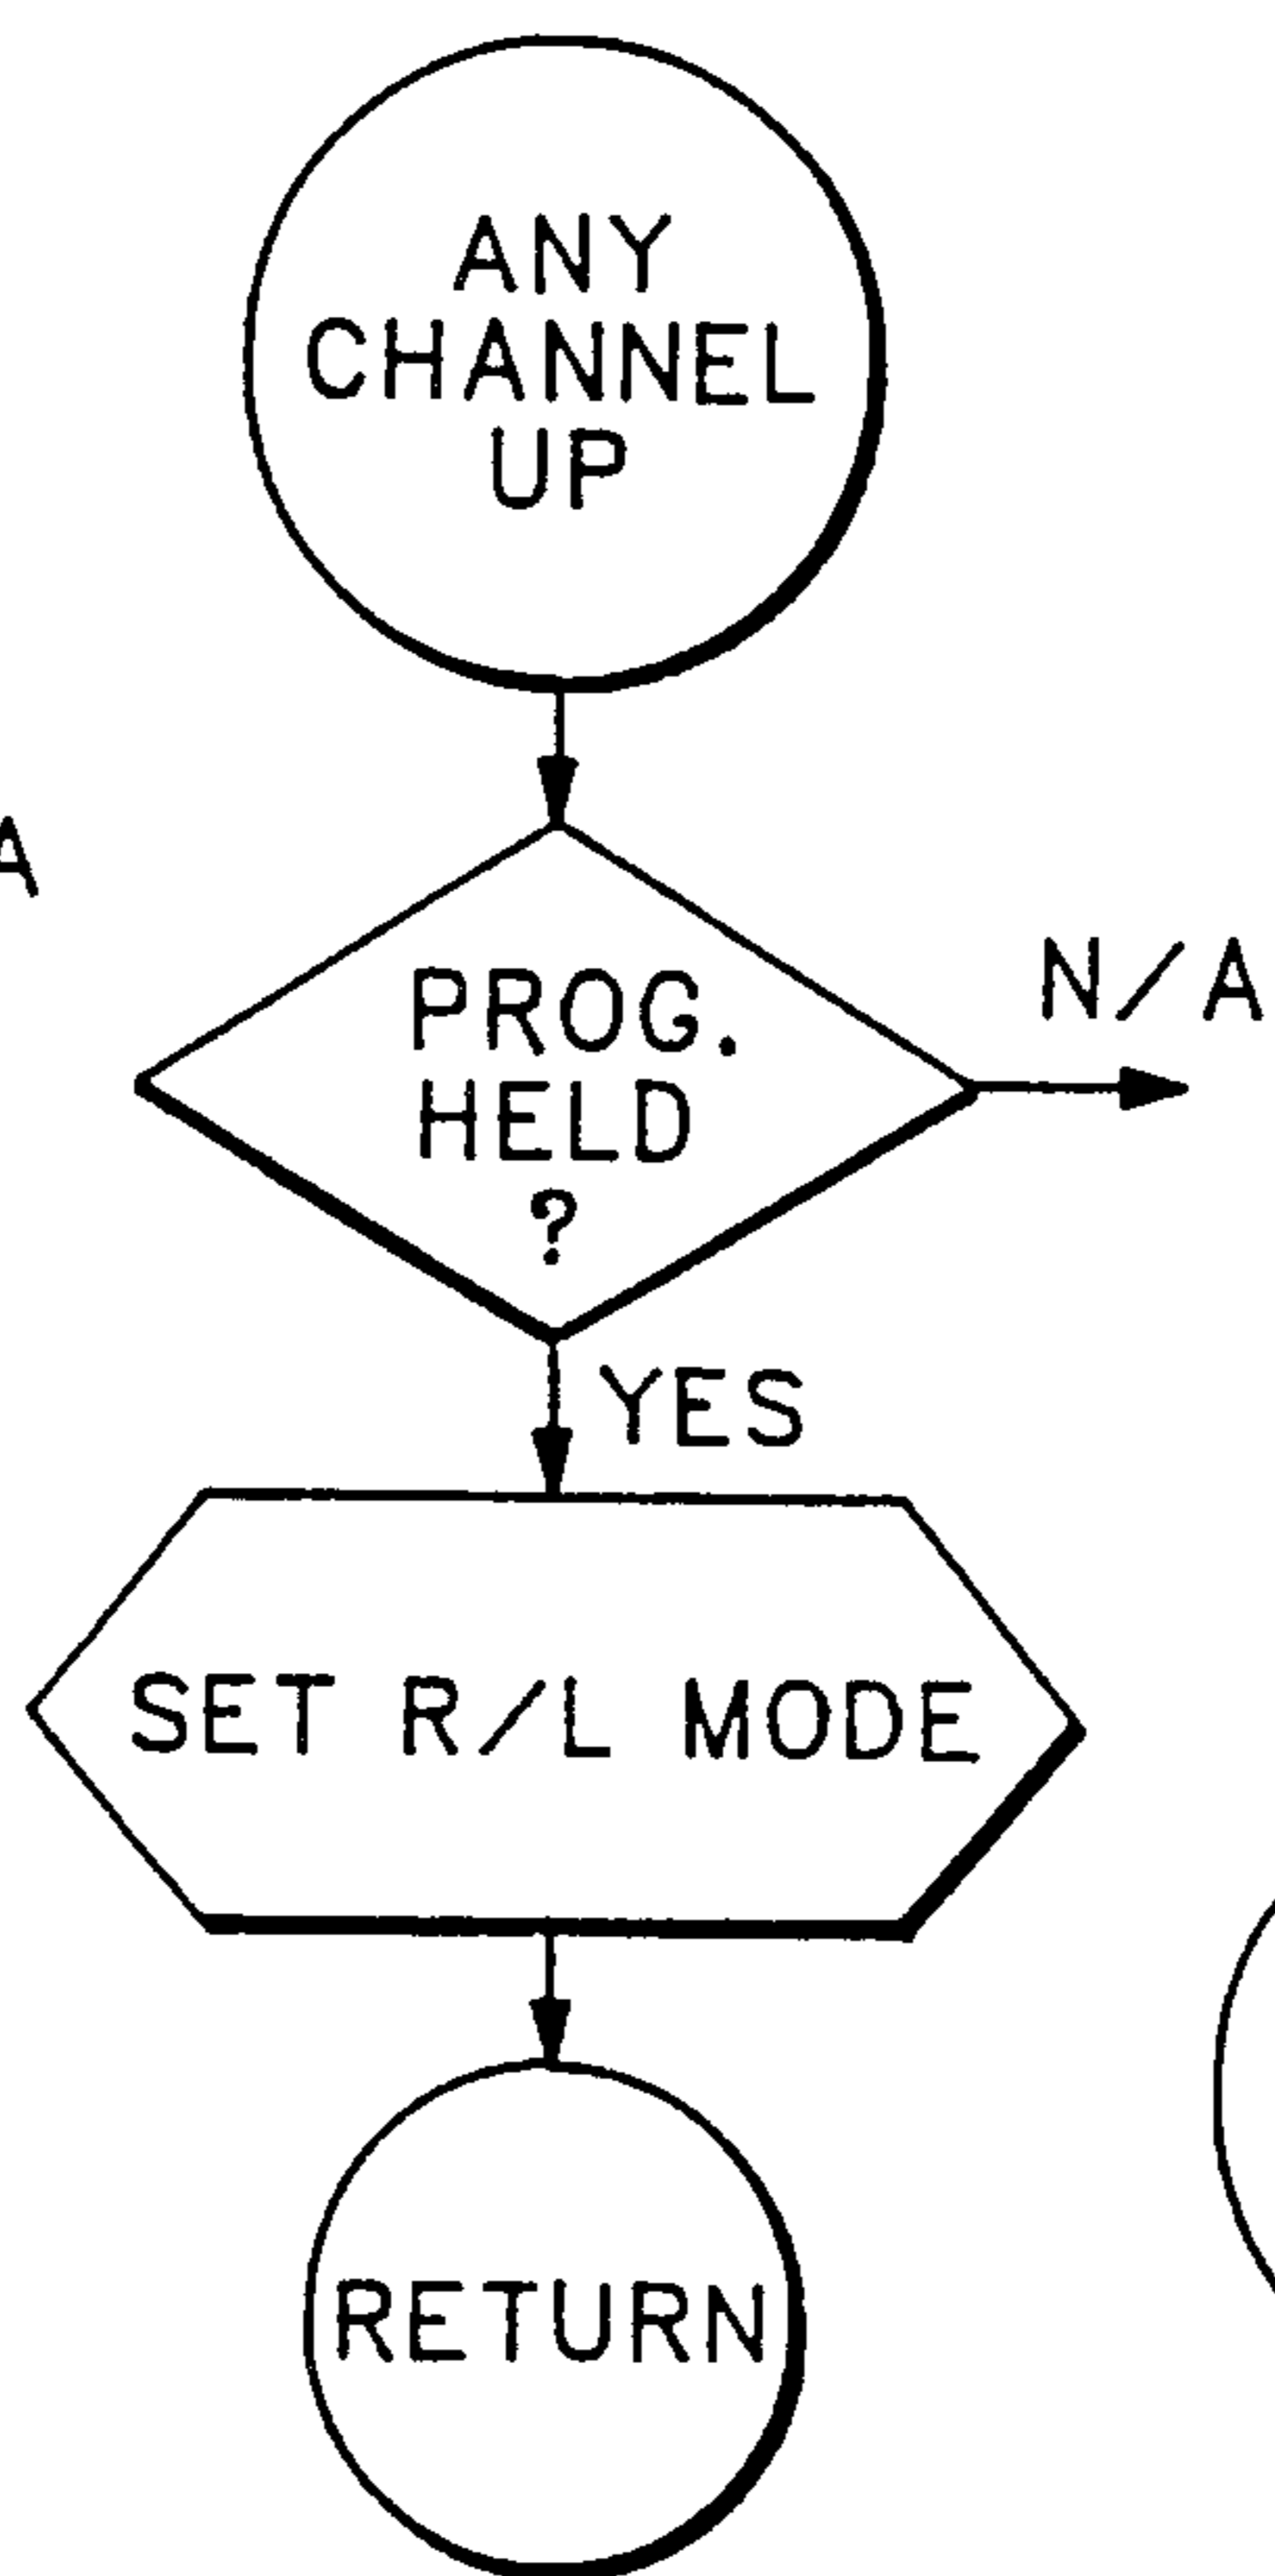 ANY
CHANNEL
UP
A
N/A
PROG.
HELD
?
YES
SET R/L MODE
RETURN